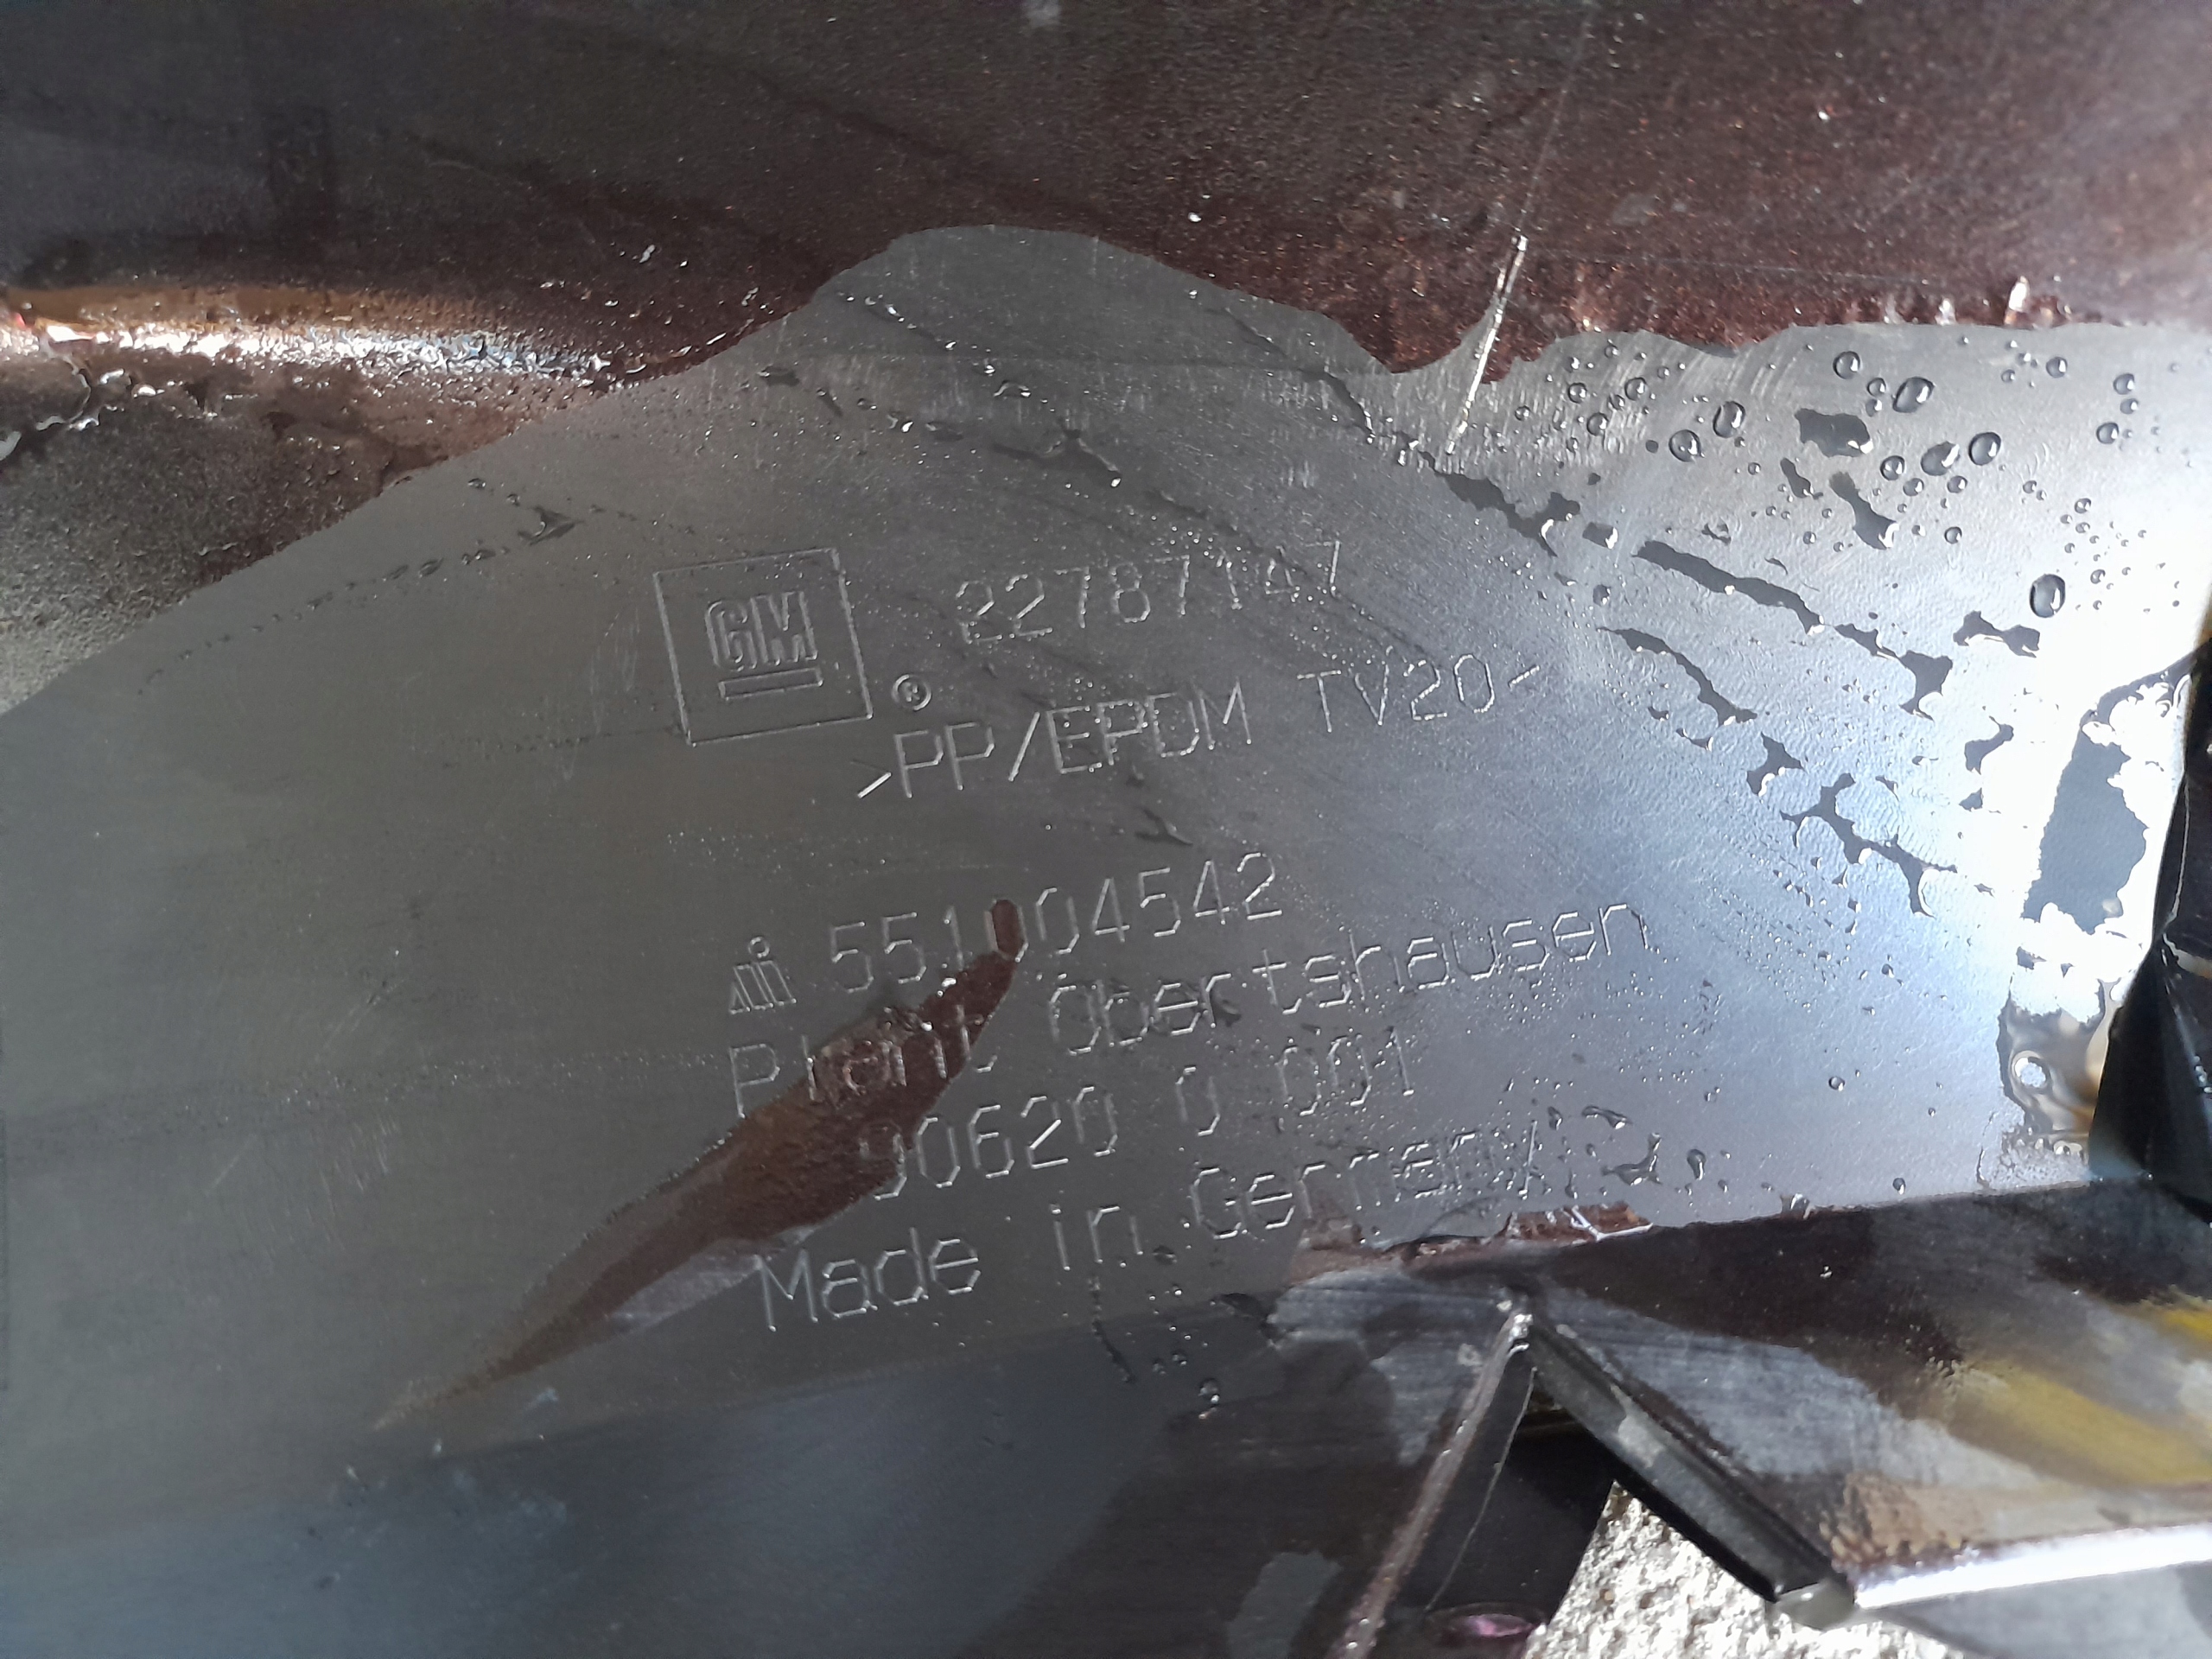 GM ® 22787147
>PP/EPDM TV20<
551004542
Plant Obertshausen
90620 0 001
Made in Germany